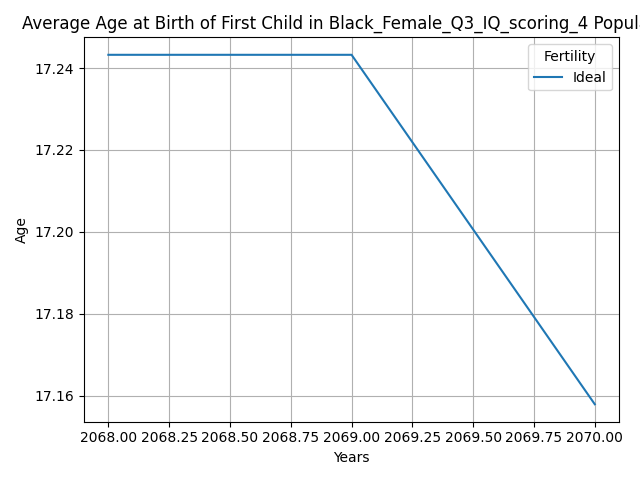 Average Age at Birth of First Child in Black_Female_Q3_IQ_scoring_4
Fertility
Ideal
17.24
17.22
17.20
17.18
17.16
Age
2068.00 2068.25 2068.50 2068.75 2069.00 2069.25 2069.50 2069.75 2070.00
Years